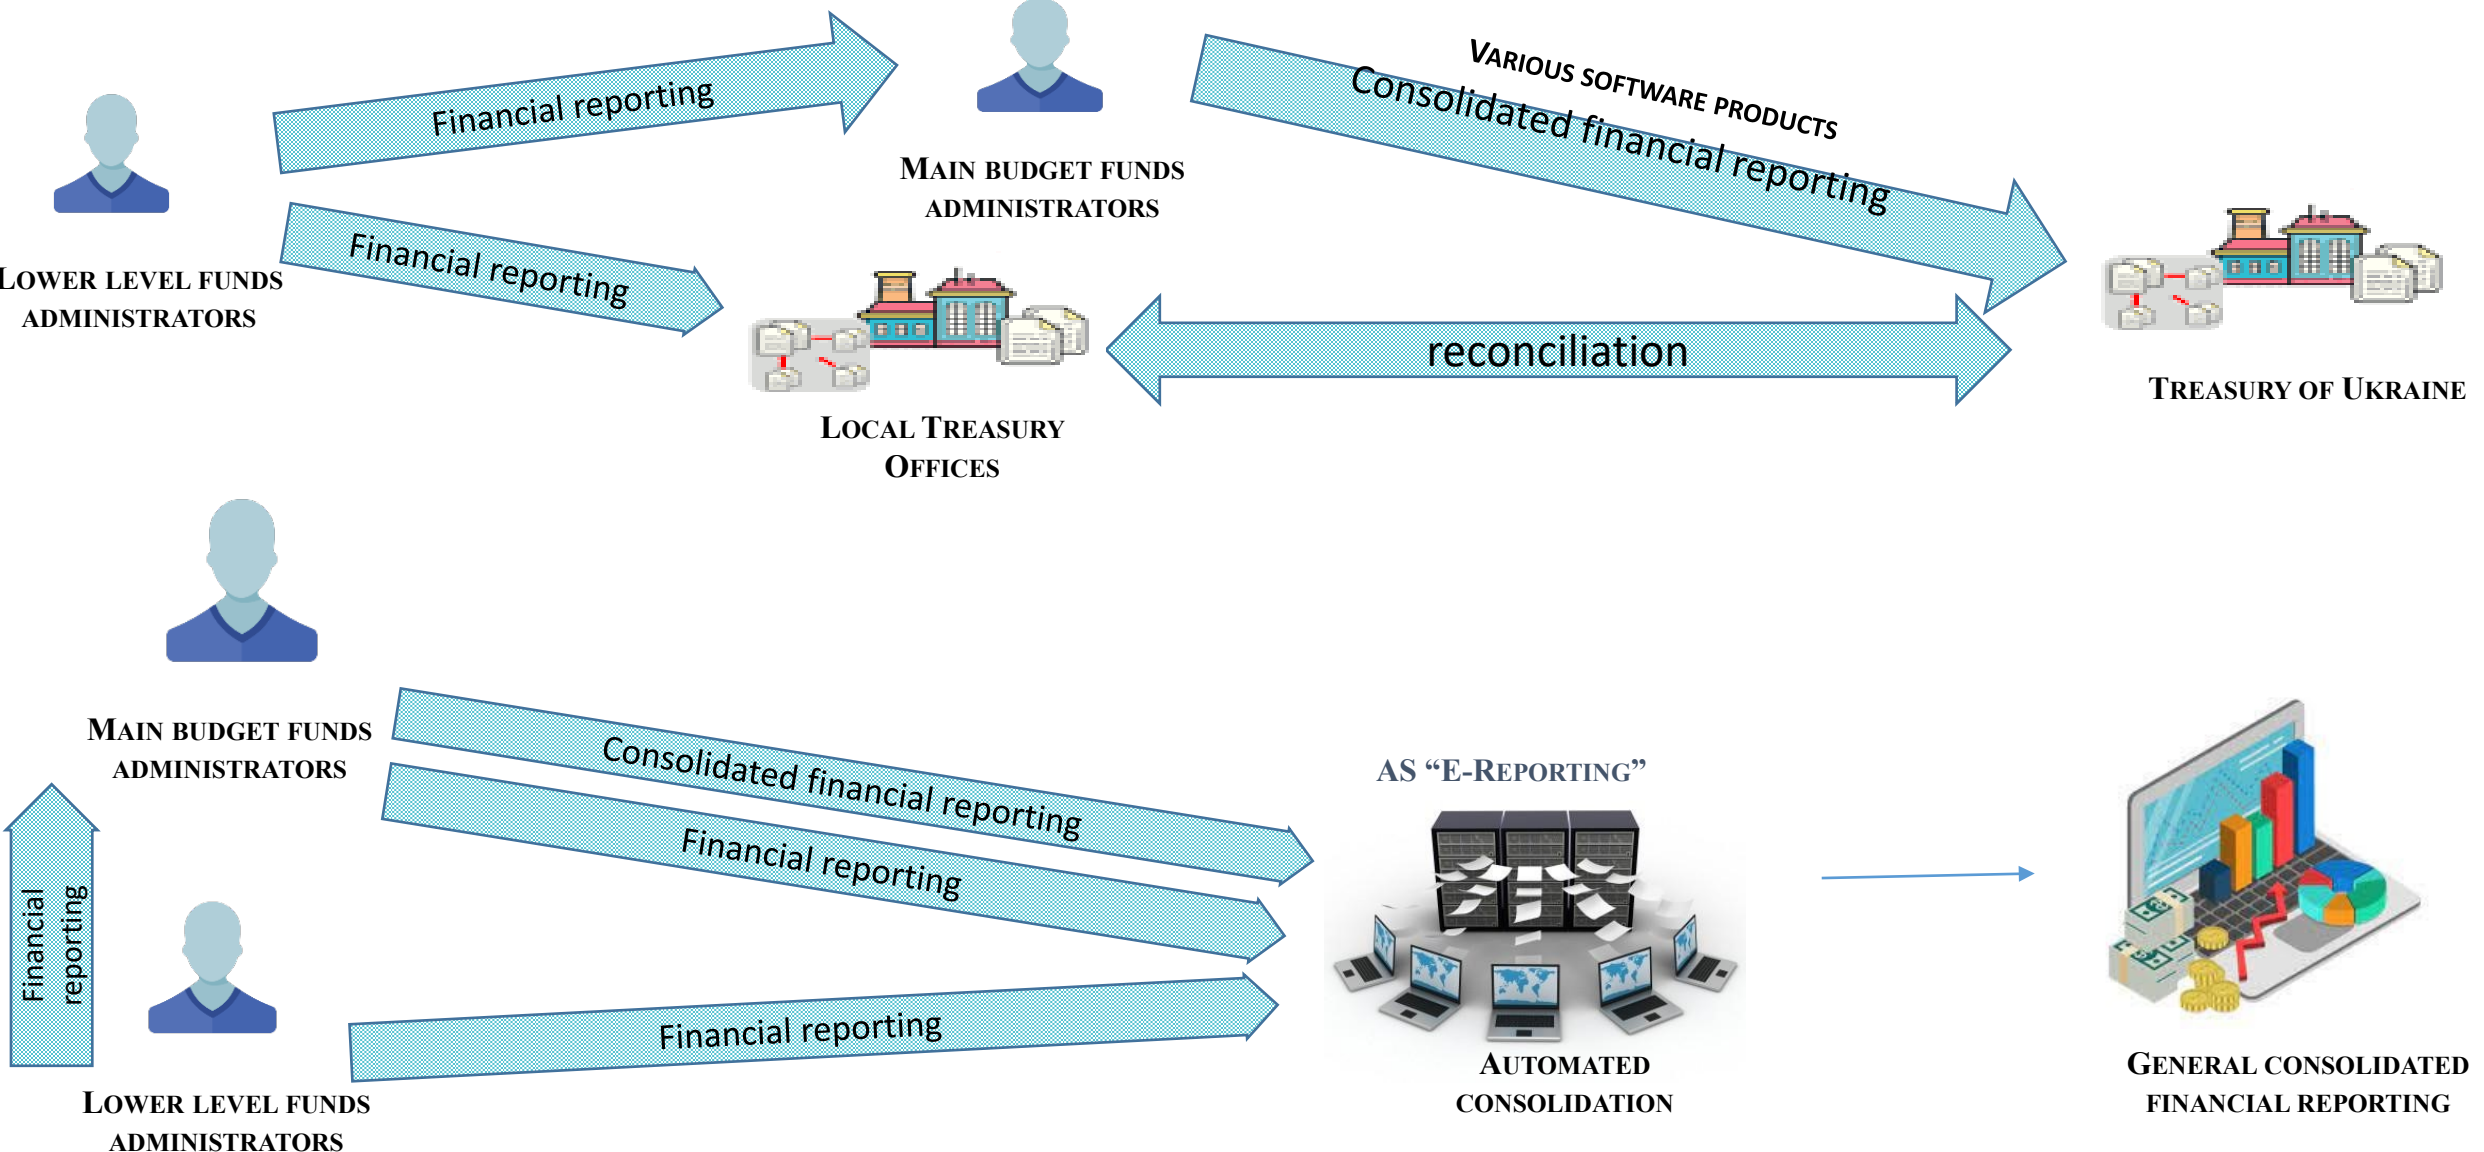 Financial reporting
VARIOUS SOFTWARE PRODUCTS
Consolidated financial reporting
MAIN BUDGET FUNDS
ADMINISTRATORS
Financial reporting
LOWER LEVEL FUNDS
ADMINISTRATORS
reconciliation
TREASURY OF UKRAINE
LOCAL TREASURY
OFFICES
MAIN BUDGET FUNDS
ADMINISTRATORS
Consolidated financial reporting
AS “E-REPORTING”
Financial reporting
Financial
reporting
Financial reporting
AUTOMATED
CONSOLIDATION
GENERAL CONSOLIDATED
FINANCIAL REPORTING
LOWER LEVEL FUNDS
ADMINISTRATORS